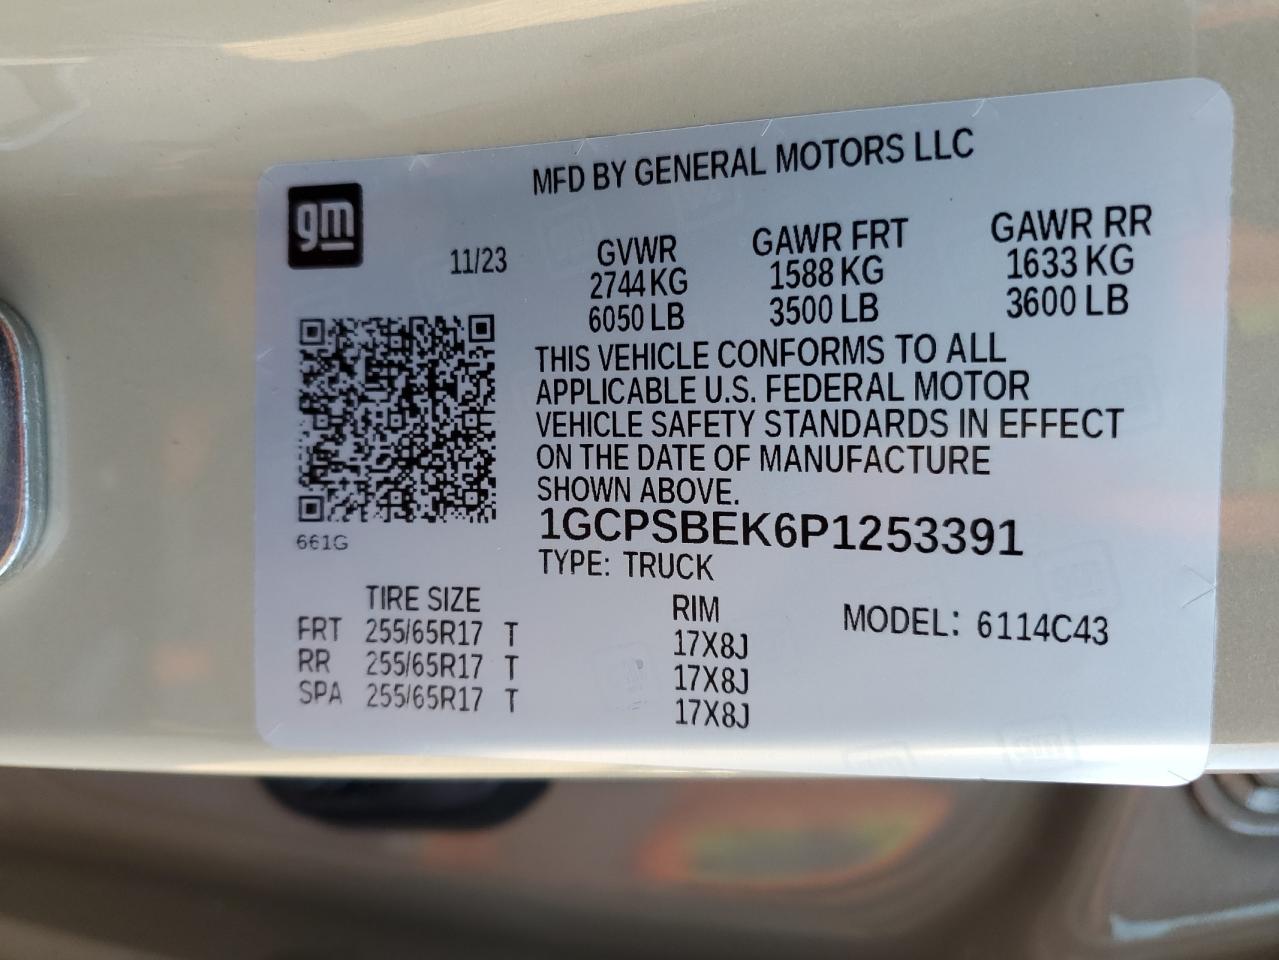 MFD BY GENERAL MOTORS LLC
gm
11/23
GVWR
2744 KG
6050 LB
GAWR FRT
1588 KG
3500 LB
GAWR RR
1633 KG
3600 LB
THIS VEHICLE CONFORMS TO ALL
APPLICABLE U.S. FEDERAL MOTOR
VEHICLE SAFETY STANDARDS IN EFFECT
ON THE DATE OF MANUFACTURE
SHOWN ABOVE.
661G
1GCPSBEK6P1253391
TYPE: TRUCK
TIRE SIZE RIM
FRT 255/65R17 T 17X8J
RR 255/65R17 T 17X8J
SPA 255/65R17 T 17X8J
MODEL: 6114C43